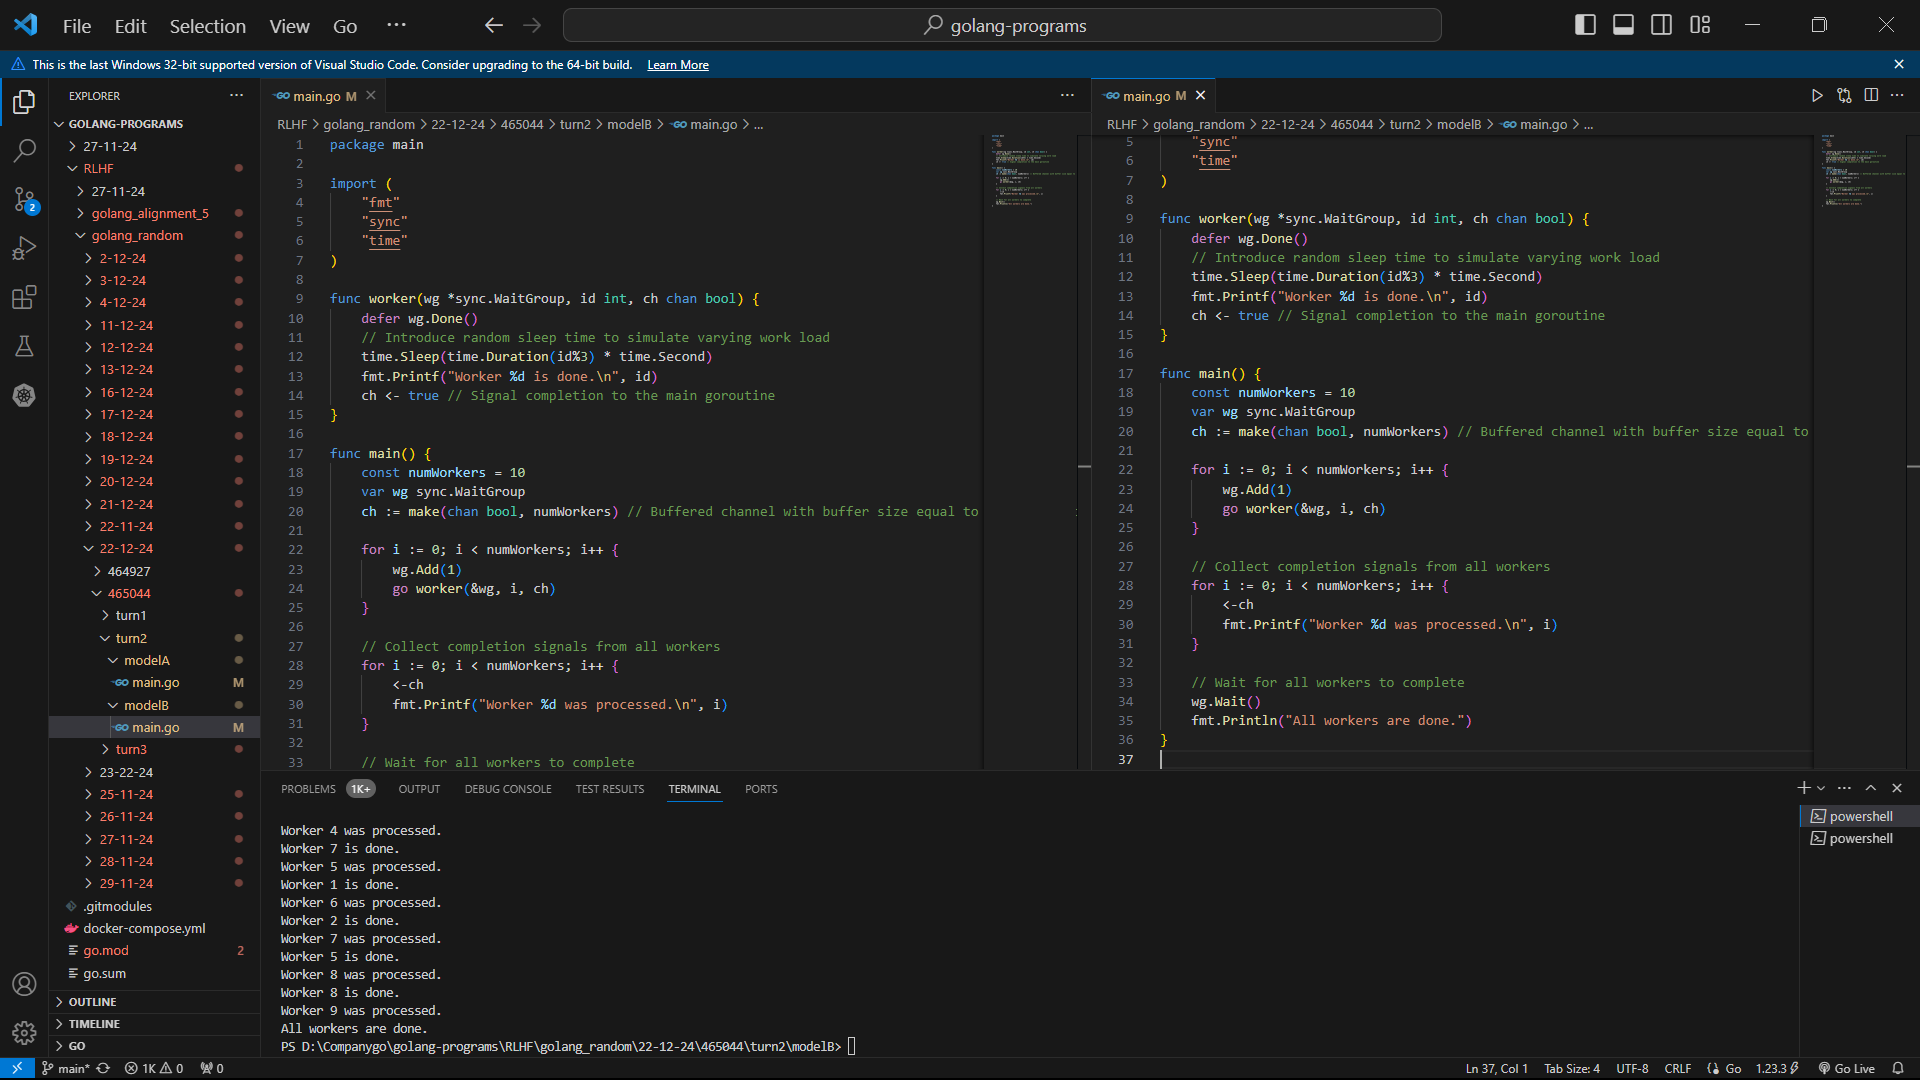 File Edit Selection View Go ··· golang-programs
This is the last Windows 32-bit supported version of Visual Studio Code. Consider upgrading to the 64-bit build. Learn More
EXPLORER
GOLANG-PROGRAMS
27-11-24
RLHF
27-11-24
golang_alignment_5
golang_random
2-12-24
3-12-24
4-12-24
11-12-24
12-12-24
13-12-24
16-12-24
17-12-24
18-12-24
19-12-24
20-12-24
21-12-24
22-11-24
22-12-24
464927
465044
turn1
turn2
modelA
main.go M
modelB
main.go M
turn3
23-22-24
25-11-24
26-11-24
27-11-24
28-11-24
29-11-24
.gitmodules
docker-compose.yml
go.mod 2
go.sum
OUTLINE
TIMELINE
GO
main.go M
RLHF > golang_random > 22-12-24 > 465044 > turn2 > modelB > main.go > ...
1 package main
2
3 import (
4 "fmt"
5 "sync"
6 "time"
7 )
8
9 func worker(wg *sync.WaitGroup, id int, ch chan bool) {
10 defer wg.Done()
11 // Introduce random sleep time to simulate varying work load
12 time.Sleep(time.Duration(id%3) * time.Second)
13 fmt.Printf("Worker %d is done.\n", id)
14 ch <- true // Signal completion to the main goroutine
15 }
16
17 func main() {
18 const numWorkers = 10
19 var wg sync.WaitGroup
20 ch := make(chan bool, numWorkers) // Buffered channel with buffer size equal to
21
22 for i := 0; i < numWorkers; i++ {
23 wg.Add(1)
24 go worker(&wg, i, ch)
25 }
26
27 // Collect completion signals from all workers
28 for i := 0; i < numWorkers; i++ {
29 <-ch
30 fmt.Printf("Worker %d was processed.\n", i)
31 }
32
33 // Wait for all workers to complete
main.go M
RLHF > golang_random > 22-12-24 > 465044 > turn2 > modelB > main.go > ...
5 "sync"
6 "time"
7 )
8
9 func worker(wg *sync.WaitGroup, id int, ch chan bool) {
10 defer wg.Done()
11 // Introduce random sleep time to simulate varying work load
12 time.Sleep(time.Duration(id%3) * time.Second)
13 fmt.Printf("Worker %d is done.\n", id)
14 ch <- true // Signal completion to the main goroutine
15 }
16
17 func main() {
18 const numWorkers = 10
19 var wg sync.WaitGroup
20 ch := make(chan bool, numWorkers) // Buffered channel with buffer size equal to
21
22 for i := 0; i < numWorkers; i++ {
23 wg.Add(1)
24 go worker(&wg, i, ch)
25 }
26
27 // Collect completion signals from all workers
28 for i := 0; i < numWorkers; i++ {
29 <-ch
30 fmt.Printf("Worker %d was processed.\n", i)
31 }
32
33 // Wait for all workers to complete
34 wg.Wait()
35 fmt.Println("All workers are done.")
36 }
37
PROBLEMS 1K+ OUTPUT DEBUG CONSOLE TEST RESULTS TERMINAL PORTS
Worker 4 was processed.
Worker 7 is done.
Worker 5 was processed.
Worker 1 is done.
Worker 6 was processed.
Worker 2 is done.
Worker 7 was processed.
Worker 5 is done.
Worker 8 was processed.
Worker 8 is done.
Worker 9 was processed.
All workers are done.
PS D:\Companygo\golang-programs\RLHF\golang_random\22-12-24\465044\turn2\modelB>
powershell
powershell
2
main* 1K 0 0 Ln 37, Col 1 Tab Size: 4 UTF-8 CRLF Go 1.23.3 Go Live